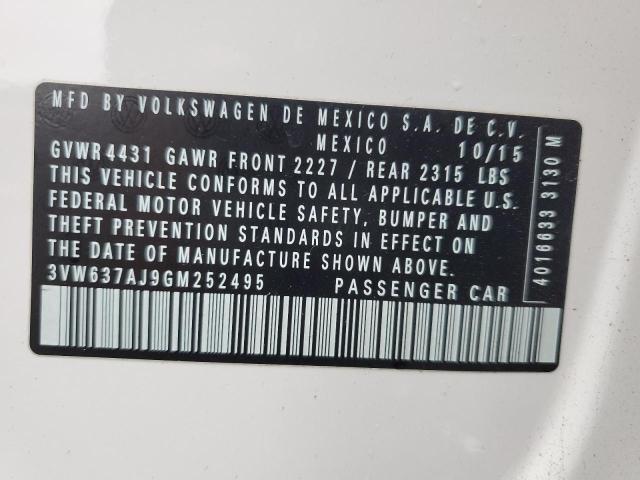 MFD BY VOLKSWAGEN DE MEXICO S.A. DE C.V.
MEXICO 10/15
GVWR 4431 GAWR FRONT 2227 / REAR 2315 LBS
THIS VEHICLE CONFORMS TO ALL APPLICABLE U.S.
FEDERAL MOTOR VEHICLE SAFETY, BUMPER AND
THEFT PREVENTION STANDARDS IN EFFECT ON
THE DATE OF MANUFACTURE SHOWN ABOVE.
3VW637AJ9GM252495 PASSENGER CAR
4016633 3130 M